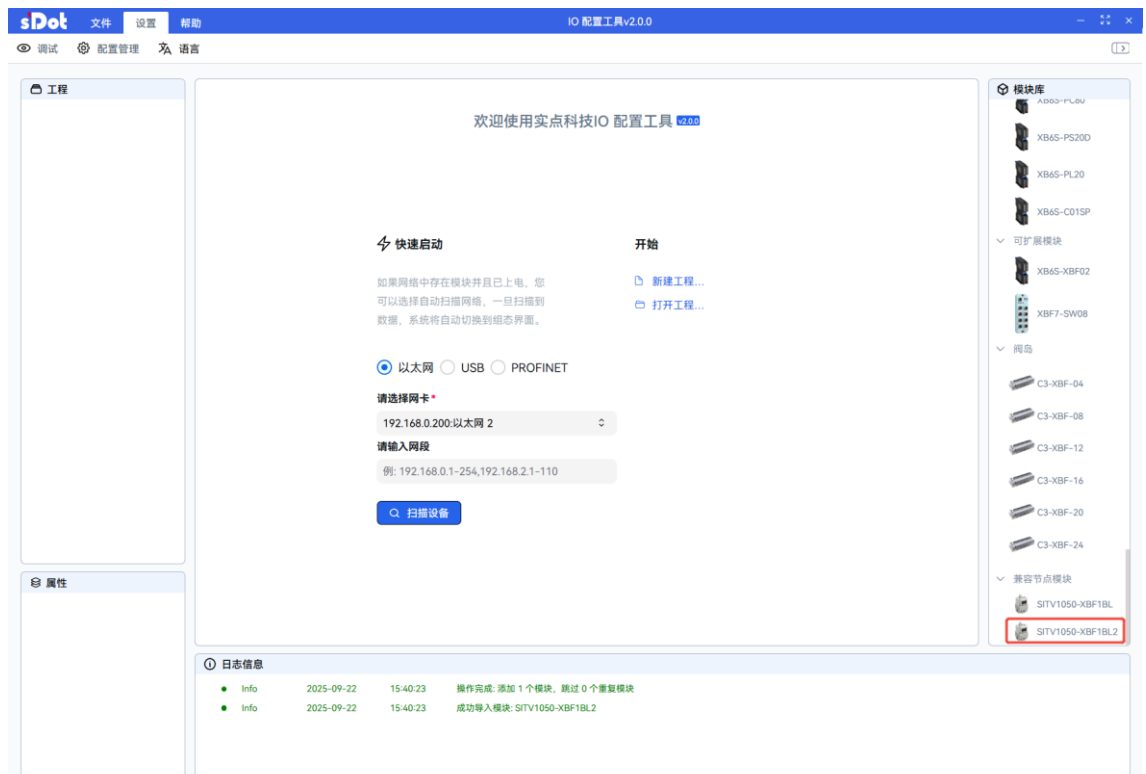 sDot 文件 设置 帮助 IO 配置工具v2.0.0
调试 配置管理 语言
工程
欢迎使用实点科技IO 配置工具 v2.0.0
快速启动
如果网络中存在模块并且已上电，您
可以选择自动扫描网络，一旦扫描到
数据，系统将自动切换到组态界面。
开始
新建工程...
打开工程...
以太网 USB PROFINET
请选择网卡*
192.168.0.200:以太网 2
请输入网段
例: 192.168.0.1-254,192.168.2.1-110
扫描设备
模块库
XB6S-PC80
XB6S-PS20D
XB6S-PL20
XB6S-C01SP
可扩展模块
XB6S-XBF02
XBF7-SW08
阀岛
C3-XBF-04
C3-XBF-08
C3-XBF-12
C3-XBF-16
C3-XBF-20
C3-XBF-24
兼容节点模块
SITV1050-XBF1BL
SITV1050-XBF1BL2
属性
日志信息
Info 2025-09-22 15:40:23 操作完成: 添加 1 个模块，跳过 0 个重复模块
Info 2025-09-22 15:40:23 成功导入模块: SITV1050-XBF1BL2